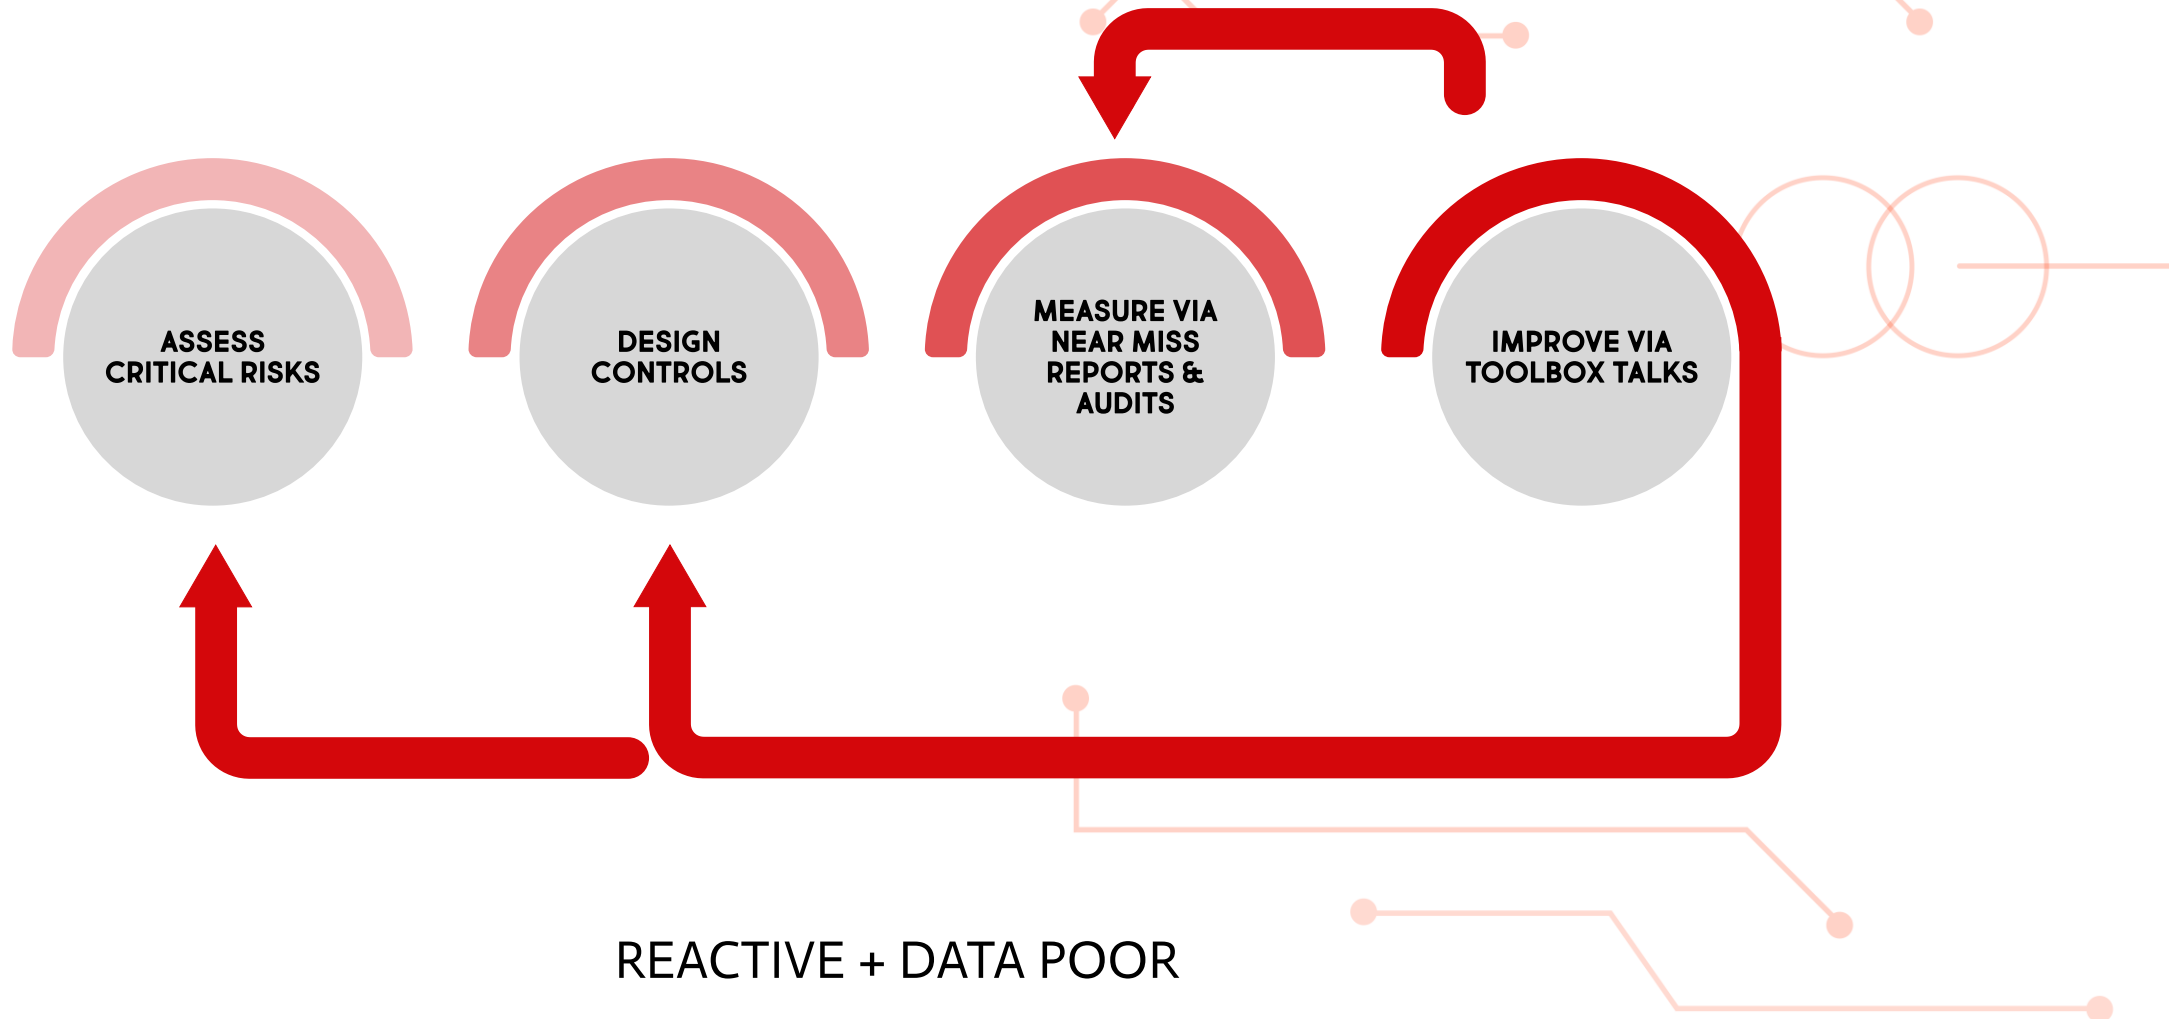 ASSESS
CRITICAL RISKS
DESIGN
CONTROLS
MEASURE VIA
NEAR MISS
REPORTS &
AUDITS
IMPROVE VIA
TOOLBOX TALKS
REACTIVE + DATA POOR